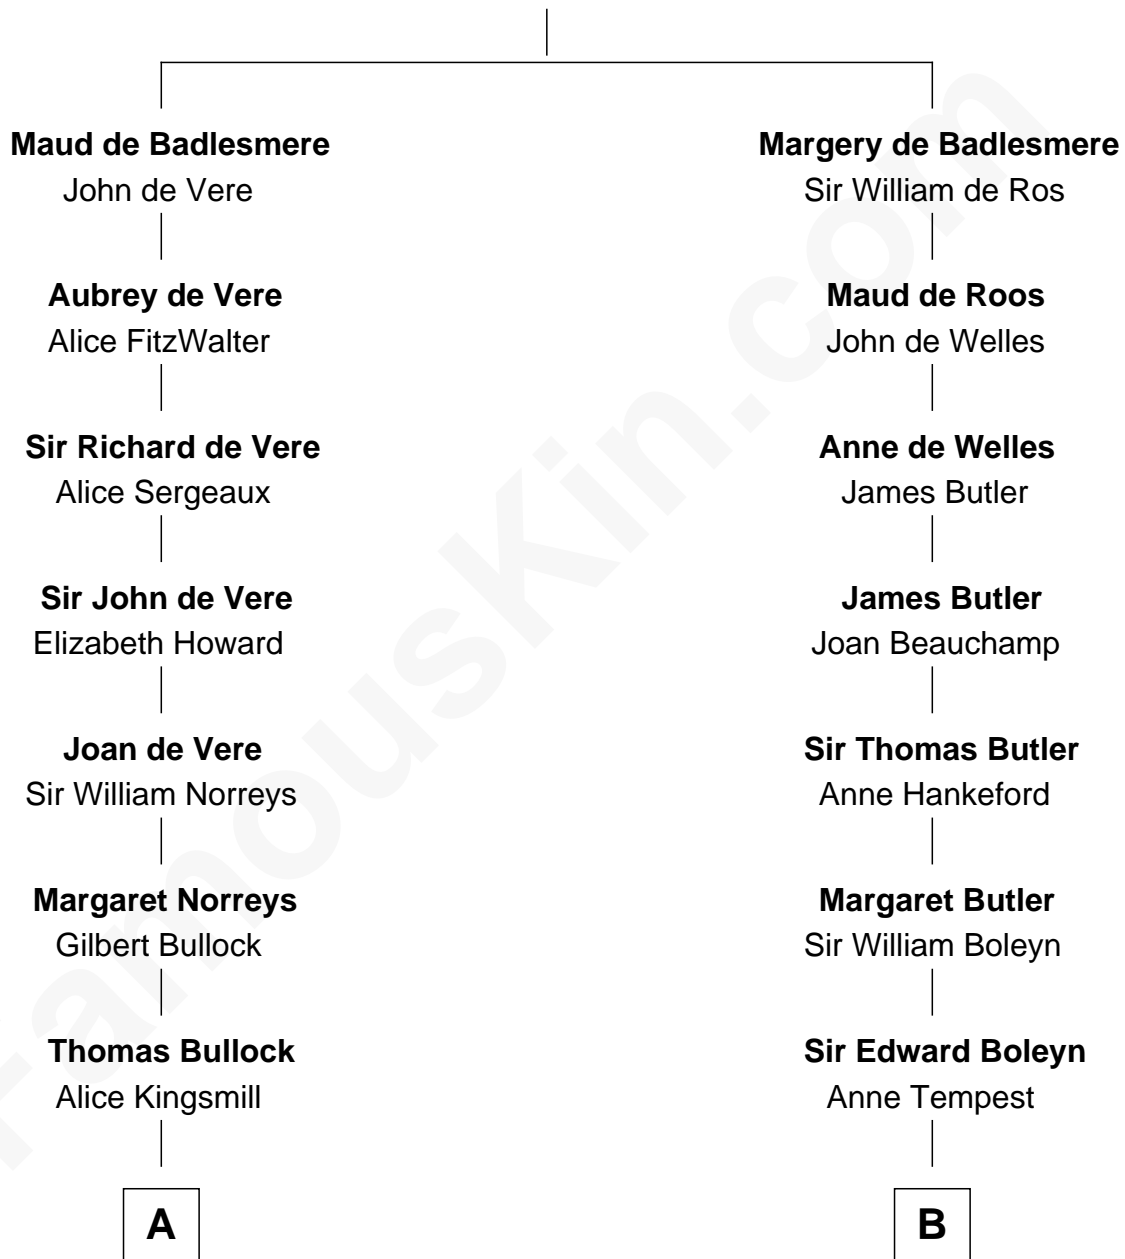 Maud de Badlesmere
John de Vere
Aubrey de Vere
Alice FitzWalter
Sir Richard de Vere
Alice Sergeaux
Sir John de Vere
Elizabeth Howard
Joan de Vere
Sir William Norreys
Margaret Norreys
Gilbert Bullock
Thomas Bullock
Alice Kingsmill
A
Margery de Badlesmere
Sir William de Ros
Maud de Roos
John de Welles
Anne de Welles
James Butler
James Butler
Joan Beauchamp
Sir Thomas Butler
Anne Hankeford
Margaret Butler
Sir William Boleyn
Sir Edward Boleyn
Anne Tempest
B
FamousKin.com